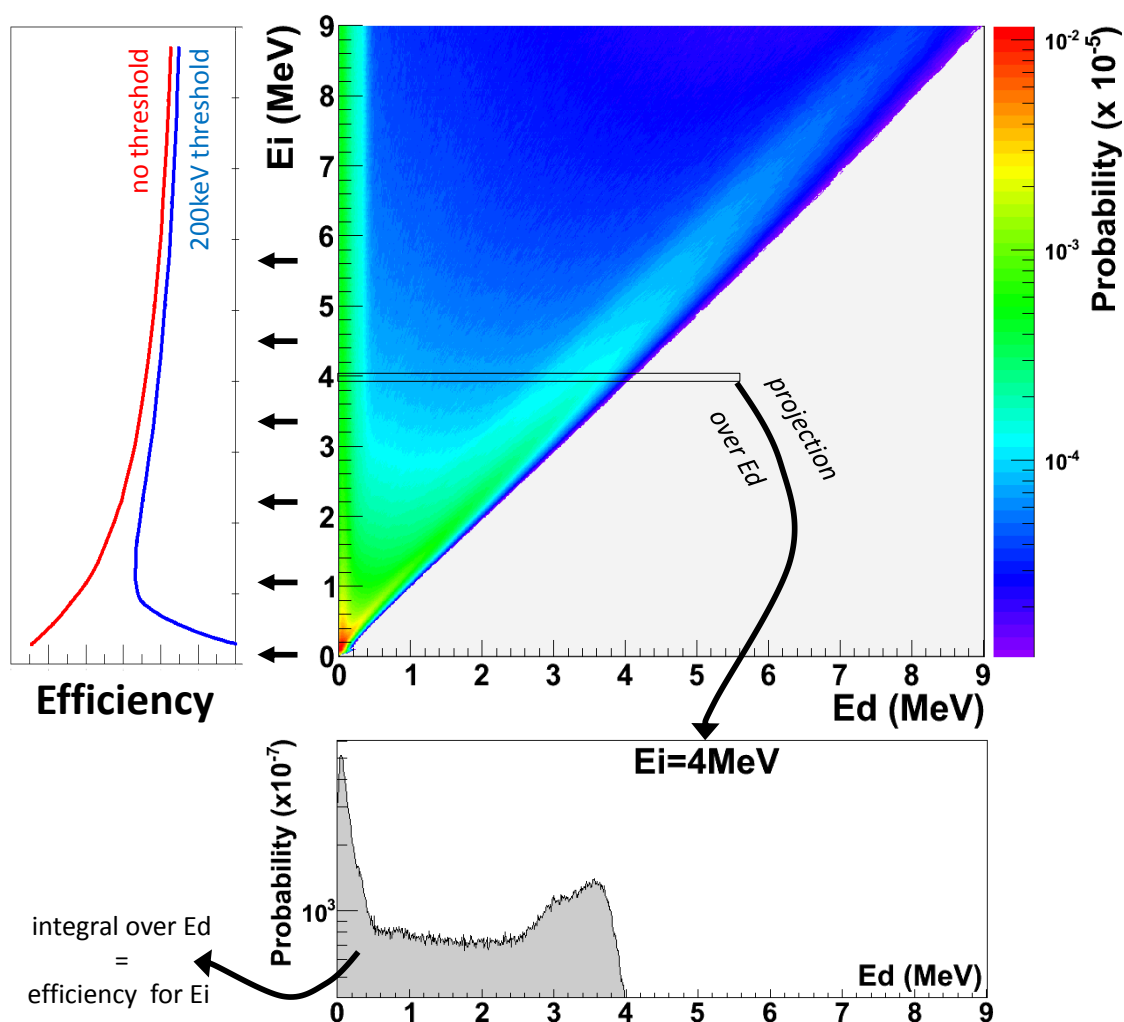 no threshold
200keV threshold
Efficiency
Ei (MeV)
9
8
7
6
5
4
3
2
1
0
0 1 2 3 4 5 6 7 8 9
Ed (MeV)
projection
over Ed
10⁻²
10⁻³
10⁻⁴
Probability (x 10⁻⁵)
Ei=4MeV
Probability (x10⁻⁷)
10³
Ed (MeV)
0 1 2 3 4 5 6 7 8 9
integral over Ed
=
efficiency for Ei